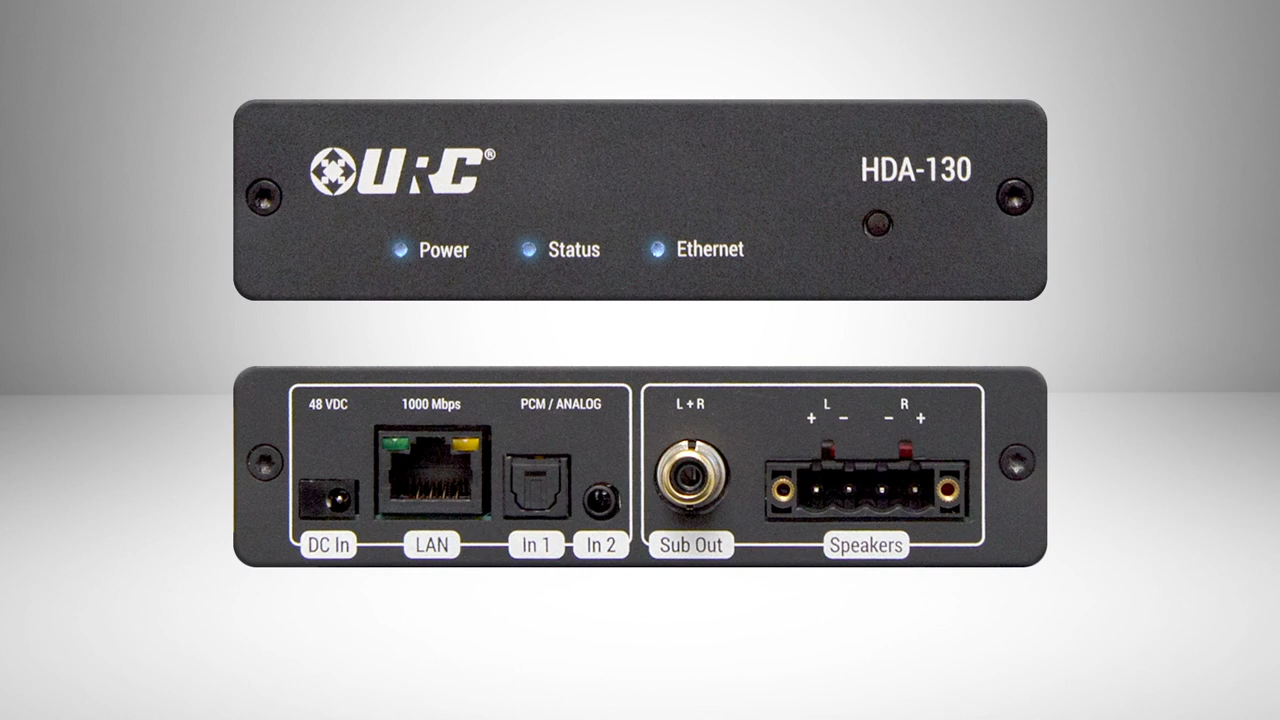 URC®
HDA-130
Power Status Ethernet
48 VDC 1000 Mbps PCM / ANALOG L + R L R
+ − − +
DC In LAN In 1 In 2 Sub Out Speakers